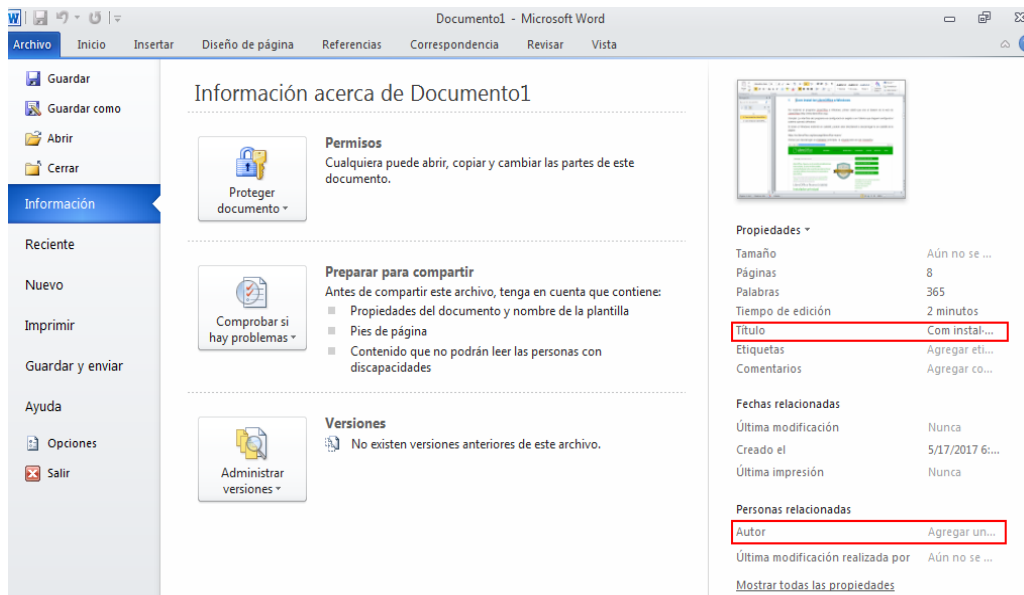 W
Documento1 - Microsoft Word
Archivo Inicio Insertar Diseño de página Referencias Correspondencia Revisar Vista
Guardar
Guardar como
Abrir
Cerrar
Información
Reciente
Nuevo
Imprimir
Guardar y enviar
Ayuda
Opciones
Salir
Información acerca de Documento1
Proteger
documento
Permisos
Cualquiera puede abrir, copiar y cambiar las partes de este
documento.
Comprobar si
hay problemas
Preparar para compartir
Antes de compartir este archivo, tenga en cuenta que contiene:
Propiedades del documento y nombre de la plantilla
Pies de página
Contenido que no podrán leer las personas con
discapacidades
Administrar
versiones
Versiones
No existen versiones anteriores de este archivo.
Propiedades
Tamaño Aún no se ...
Páginas 8
Palabras 365
Tiempo de edición 2 minutos
Título Com instal-...
Etiquetas Agregar eti...
Comentarios Agregar co...
Fechas relacionadas
Última modificación Nunca
Creado el 5/17/2017 6:...
Última impresión Nunca
Personas relacionadas
Autor Agregar un...
Última modificación realizada por Aún no se ...
Mostrar todas las propiedades